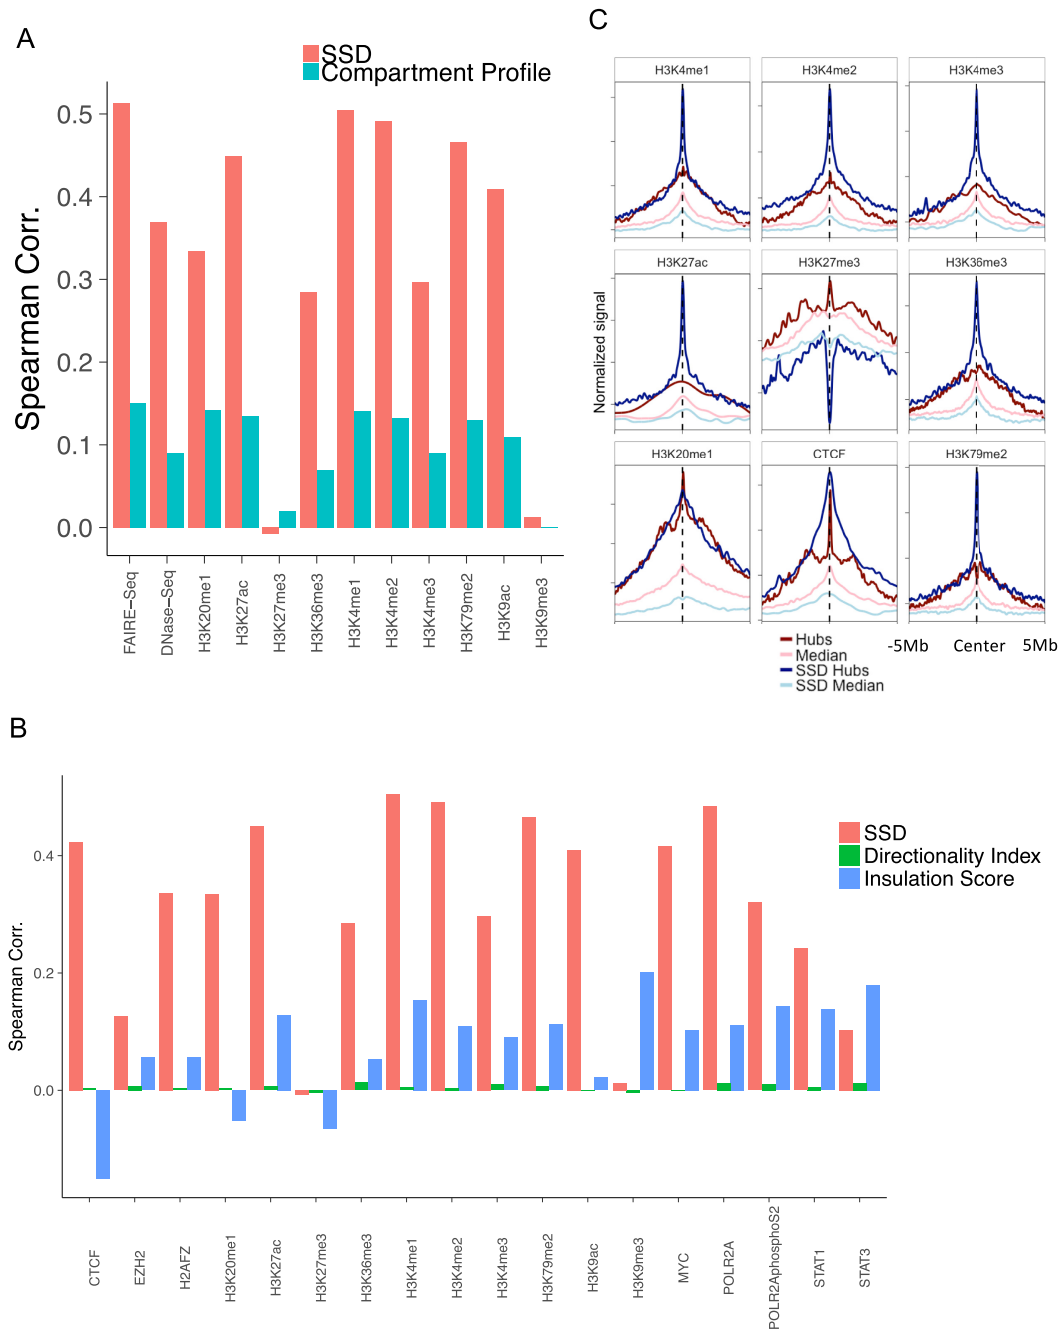 A
SSD
Compartment Profile
Spearman Corr.
0.5
0.4
0.3
0.2
0.1
0.0
FAIRE−Seq
DNase−Seq
H3K20me1
H3K27ac
H3K27me3
H3K36me3
H3K4me1
H3K4me2
H3K4me3
H3K79me2
H3K9ac
H3K9me3
C
H3K4me1
H3K4me2
H3K4me3
H3K27ac
H3K27me3
H3K36me3
Normalized signal
H3K20me1
CTCF
H3K79me2
-5Mb Center 5Mb
Hubs
Median
SSD Hubs
SSD Median
B
SSD
Directionality Index
Insulation Score
Spearman Corr.
0.4
0.2
0.0
CTCF
EZH2
H2AFZ
H3K20me1
H3K27ac
H3K27me3
H3K36me3
H3K4me1
H3K4me2
H3K4me3
H3K79me2
H3K9ac
H3K9me3
MYC
POLR2A
POLR2AphosphoS2
STAT1
STAT3